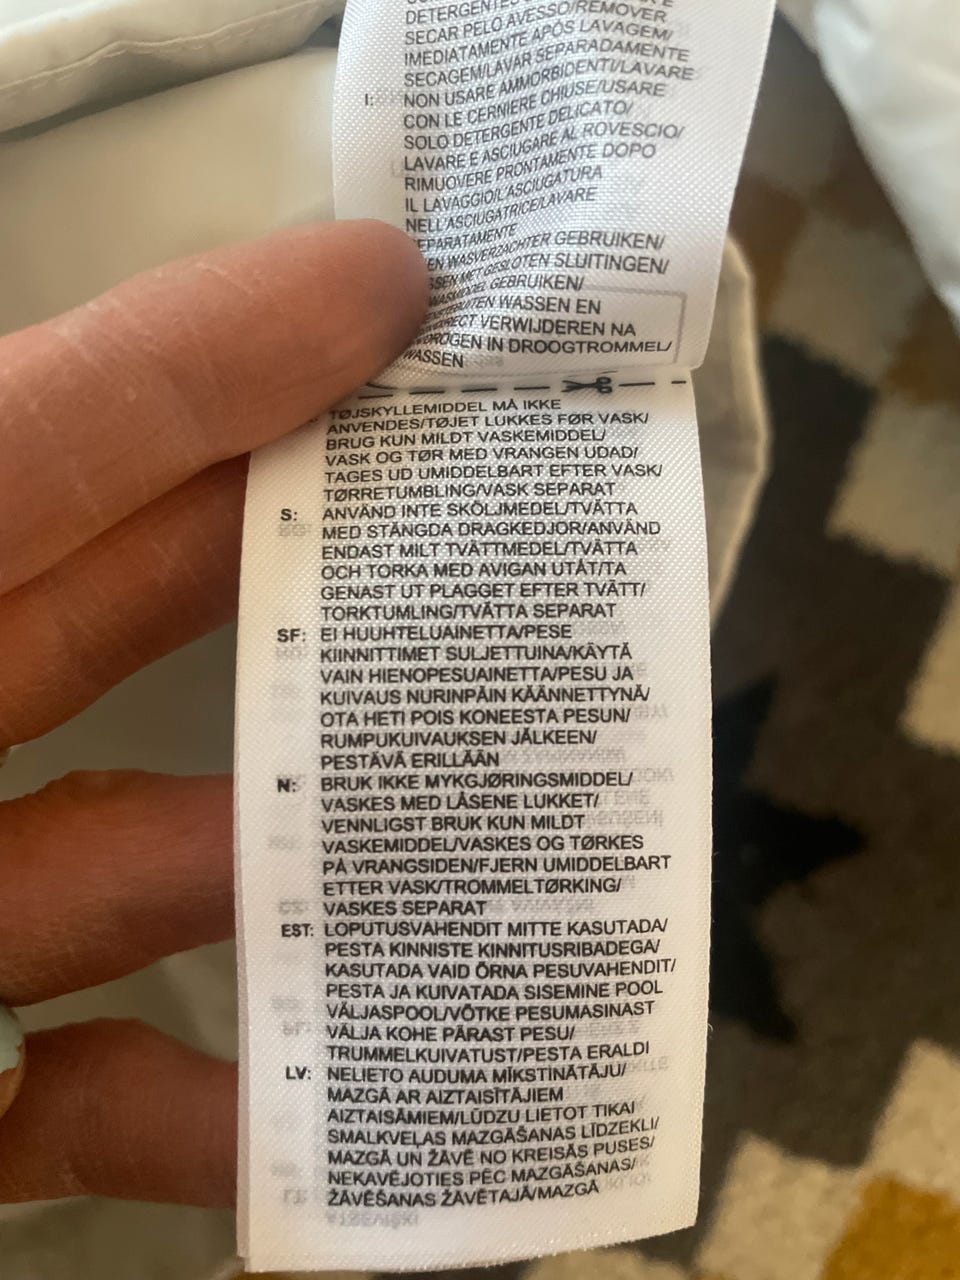 DETERGENTES
SECAR PELO AVESSO/REMOVER
IMEDIATAMENTE APÓS LAVAGEM/
SECAGEM/LAVAR SEPARADAMENTE
I: NON USARE AMMORBIDENTI/LAVARE
CON LE CERNIERE CHIUSE/USARE
SOLO DETERGENTE DELICATO/
LAVARE E ASCIUGARE AL ROVESCIO/
RIMUOVERE PRONTAMENTE DOPO
IL LAVAGGIO/L'ASCIUGATURA
NELL'ASCIUGATRICE/LAVARE
EPARATAMENTE
EN WASVERZACHTER GEBRUIKEN/
SSEN MET GESLOTEN SLUITINGEN/
WASMIDDEL GEBRUIKEN/
ENSTEBUITEN WASSEN EN
DIRECT VERWIJDEREN NA
DROGEN IN DROOGTROMMEL/
WASSEN
TØJSKYLLEMIDDEL MÅ IKKE
ANVENDES/TØJET LUKKES FØR VASK/
BRUG KUN MILDT VASKEMIDDEL/
VASK OG TØR MED VRANGEN UDAD/
TAGES UD UMIDDELBART EFTER VASK/
TØRRETUMBLING/VASK SEPARAT
S: ANVÄND INTE SKÖLJMEDEL/TVÄTTA
MED STÄNGDA DRAGKEDJOR/ANVÄND
ENDAST MILT TVÄTTMEDEL/TVÄTTA
OCH TORKA MED AVIGAN UTÅT/TA
GENAST UT PLAGGET EFTER TVÄTT/
TORKTUMLING/TVÄTTA SEPARAT
SF: EI HUUHTELUAINETTA/PESE
KIINNITTIMET SULJETTUINA/KÄYTÄ
VAIN HIENOPESUAINETTA/PESU JA
KUIVAUS NURINPÄIN KÄÄNNETTYNÄ/
OTA HETI POIS KONEESTA PESUN/
RUMPUKUIVAUKSEN JÄLKEEN/
PESTÄVÄ ERILLÄÄN
N: BRUK IKKE MYKGJØRINGSMIDDEL/
VASKES MED LÅSENE LUKKET/
VENNLIGST BRUK KUN MILDT
VASKEMIDDEL/VASKES OG TØRKES
PÅ VRANGSIDEN/FJERN UMIDDELBART
ETTER VASK/TROMMELTØRKING/
VASKES SEPARAT
EST: LOPUTUSVAHENDIT MITTE KASUTADA/
PESTA KINNISTE KINNITUSRIBADEGA/
KASUTADA VAID ÕRNA PESUVAHENDIT/
PESTA JA KUIVATADA SISEMINE POOL
VÄLJASPOOL/VÕTKE PESUMASINAST
VÄLJA KOHE PÄRAST PESU/
TRUMMELKUIVATUST/PESTA ERALDI
LV: NELIETO AUDUMA MĪKSTINĀTĀJU/
MAZGĀ AR AIZTAISĪTĀJIEM
AIZTAISĀMIEM/LŪDZU LIETOT TIKAI
SMALKVEĻAS MAZGĀŠANAS LĪDZEKLI/
MAZGĀ UN ŽĀVĒ NO KREISĀS PUSES/
NEKAVĒJOTIES PĒC MAZGĀŠANAS/
ŽĀVĒŠANAS ŽĀVĒTAJĀ/MAZGĀ